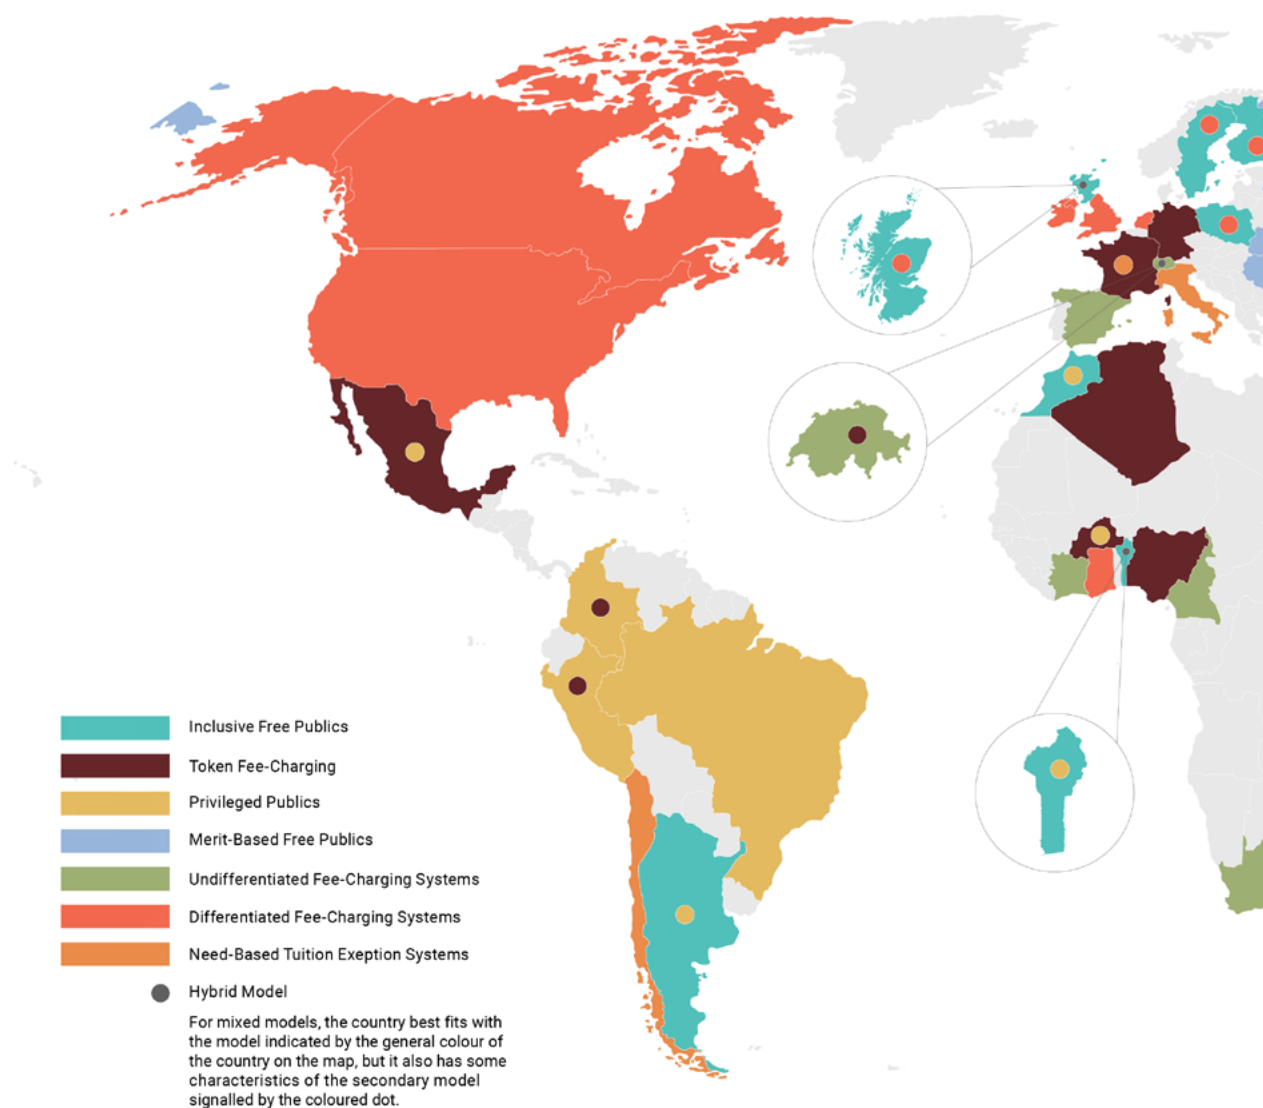 Inclusive Free Publics
Token Fee-Charging
Privileged Publics
Merit-Based Free Publics
Undifferentiated Fee-Charging Systems
Differentiated Fee-Charging Systems
Need-Based Tuition Exeption Systems
Hybrid Model
For mixed models, the country best fits with
the model indicated by the general colour of
the country on the map, but it also has some
characteristics of the secondary model
signalled by the coloured dot.